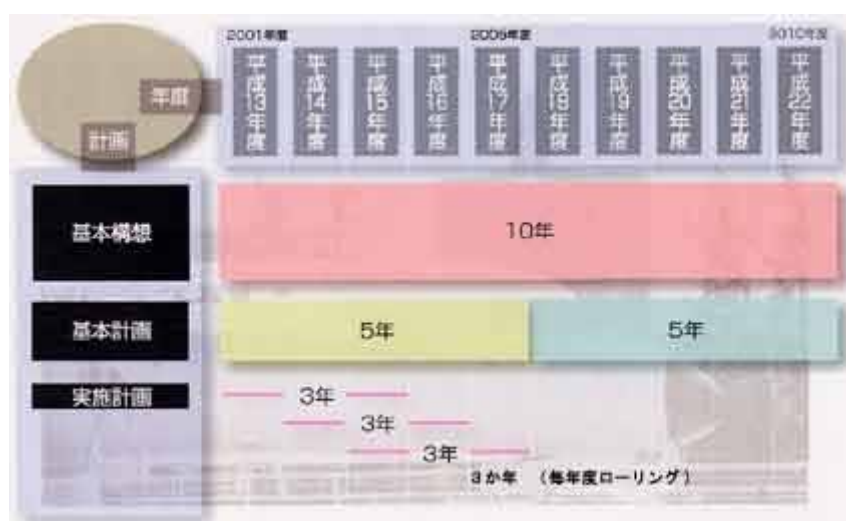 2001年度 2005年度 2010年度
年度
計画
平成13年度 平成14年度 平成15年度 平成16年度 平成17年度 平成18年度 平成19年度 平成20年度 平成21年度 平成22年度
基本構想 10年
基本計画 5年 5年
実施計画 3年
3年
3年
3か年 (毎年度ローリング)